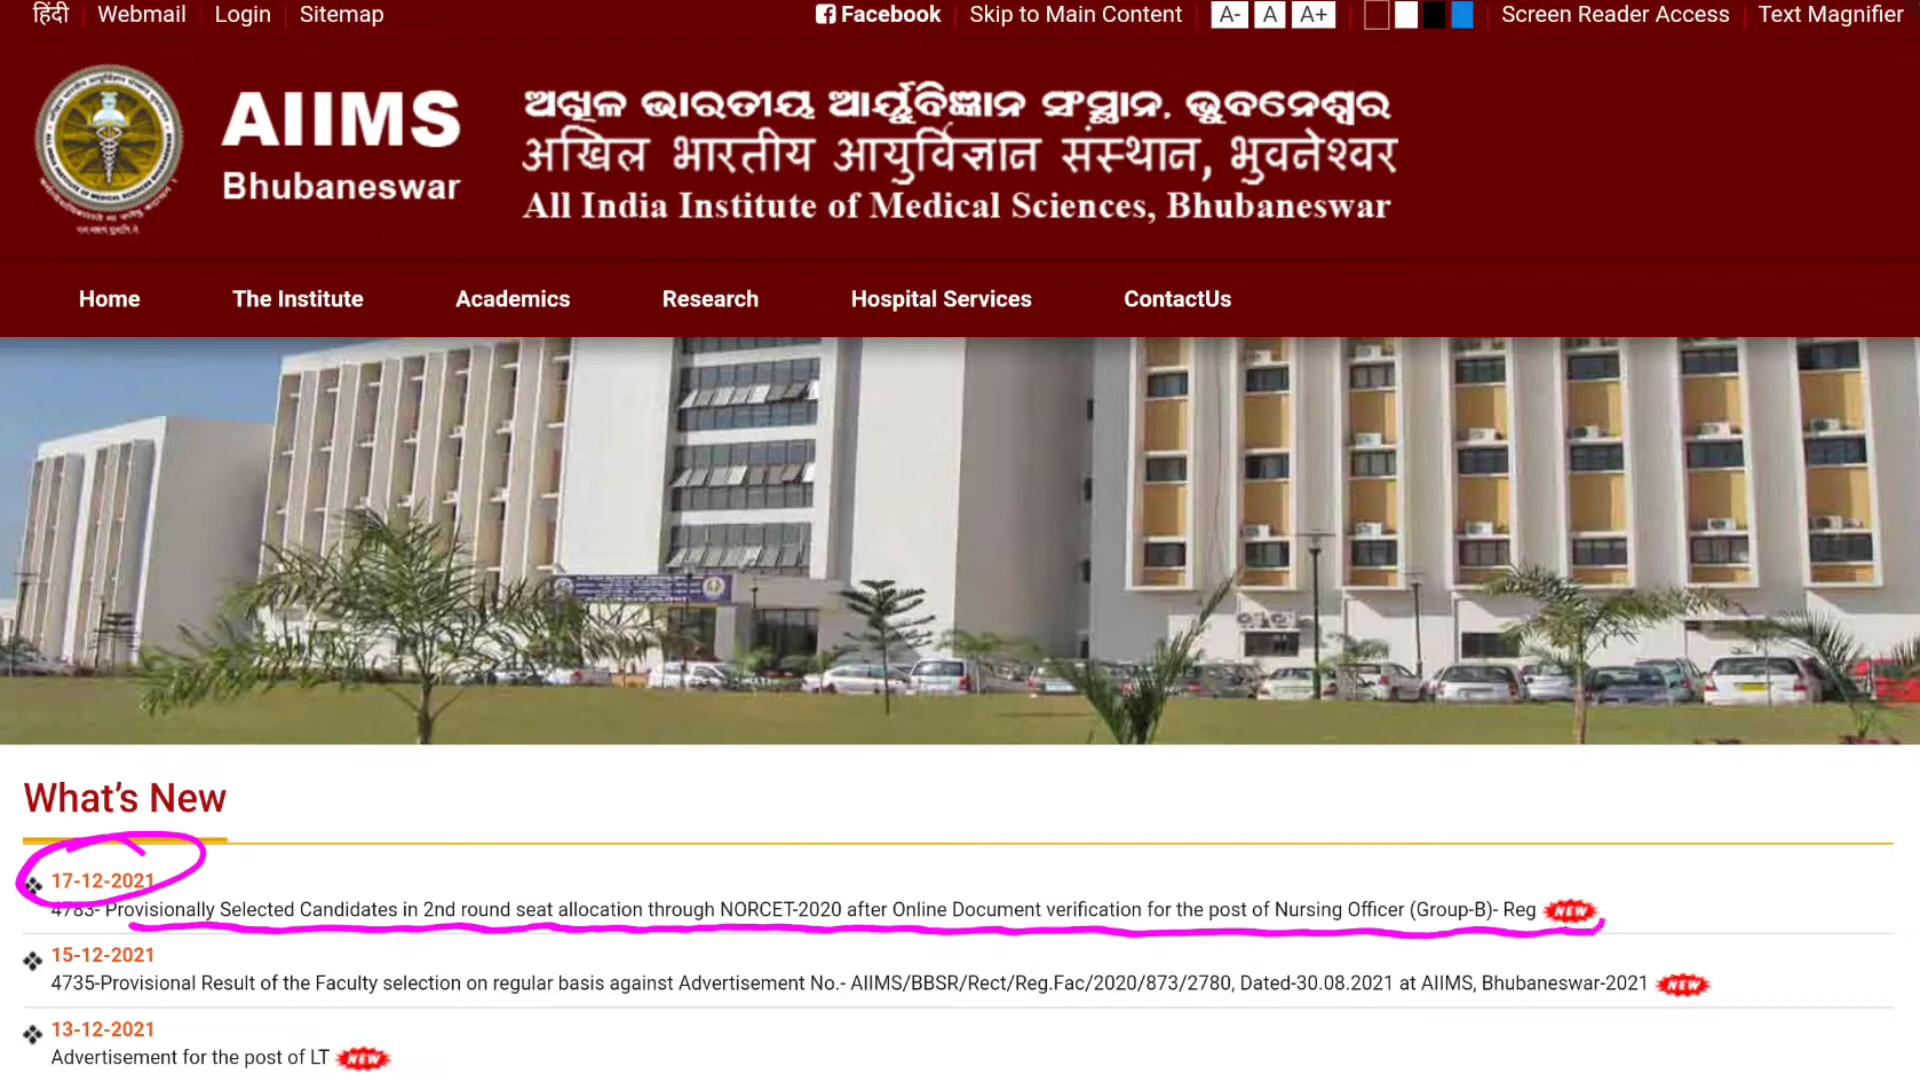 हिंदी Webmail Login Sitemap Facebook Skip to Main Content A- A A+ Screen Reader Access Text Magnifier
AIIMS
Bhubaneswar
ଅଖିଳ ଭାରତୀୟ ଆୟୁର୍ବିଜ୍ଞାନ ସଂସ୍ଥାନ, ଭୁବନେଶ୍ୱର
अखिल भारतीय आयुर्विज्ञान संस्थान, भुवनेश्वर
All India Institute of Medical Sciences, Bhubaneswar
Home The Institute Academics Research Hospital Services ContactUs
What's New
17-12-2021
4783- Provisionally Selected Candidates in 2nd round seat allocation through NORCET-2020 after Online Document verification for the post of Nursing Officer (Group-B)- Reg NEW
15-12-2021
4735-Provisional Result of the Faculty selection on regular basis against Advertisement No.- AIIMS/BBSR/Rect/Reg.Fac/2020/873/2780, Dated-30.08.2021 at AIIMS, Bhubaneswar-2021 NEW
13-12-2021
Advertisement for the post of LT NEW